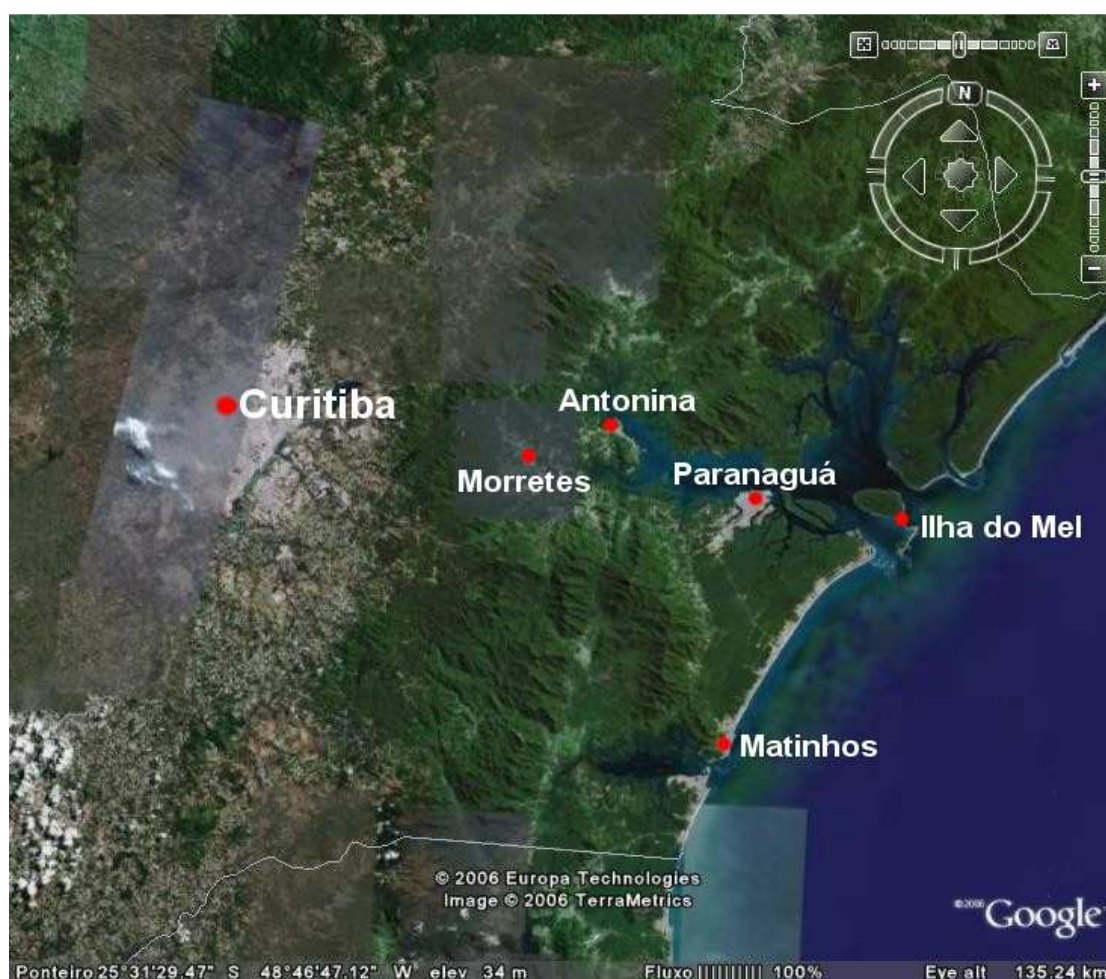 N
Curitiba
Antonina
Morretes
Paranaguá
Ilha do Mel
Matinhos
© 2006 Europa Technologies
Image © 2006 TerraMetrics
©2006 Google
Ponteiro 25°31'29.47" S 48°46'47.12" W elev 34 m Fluxo |||||||||| 100% Eye alt 135.24 km